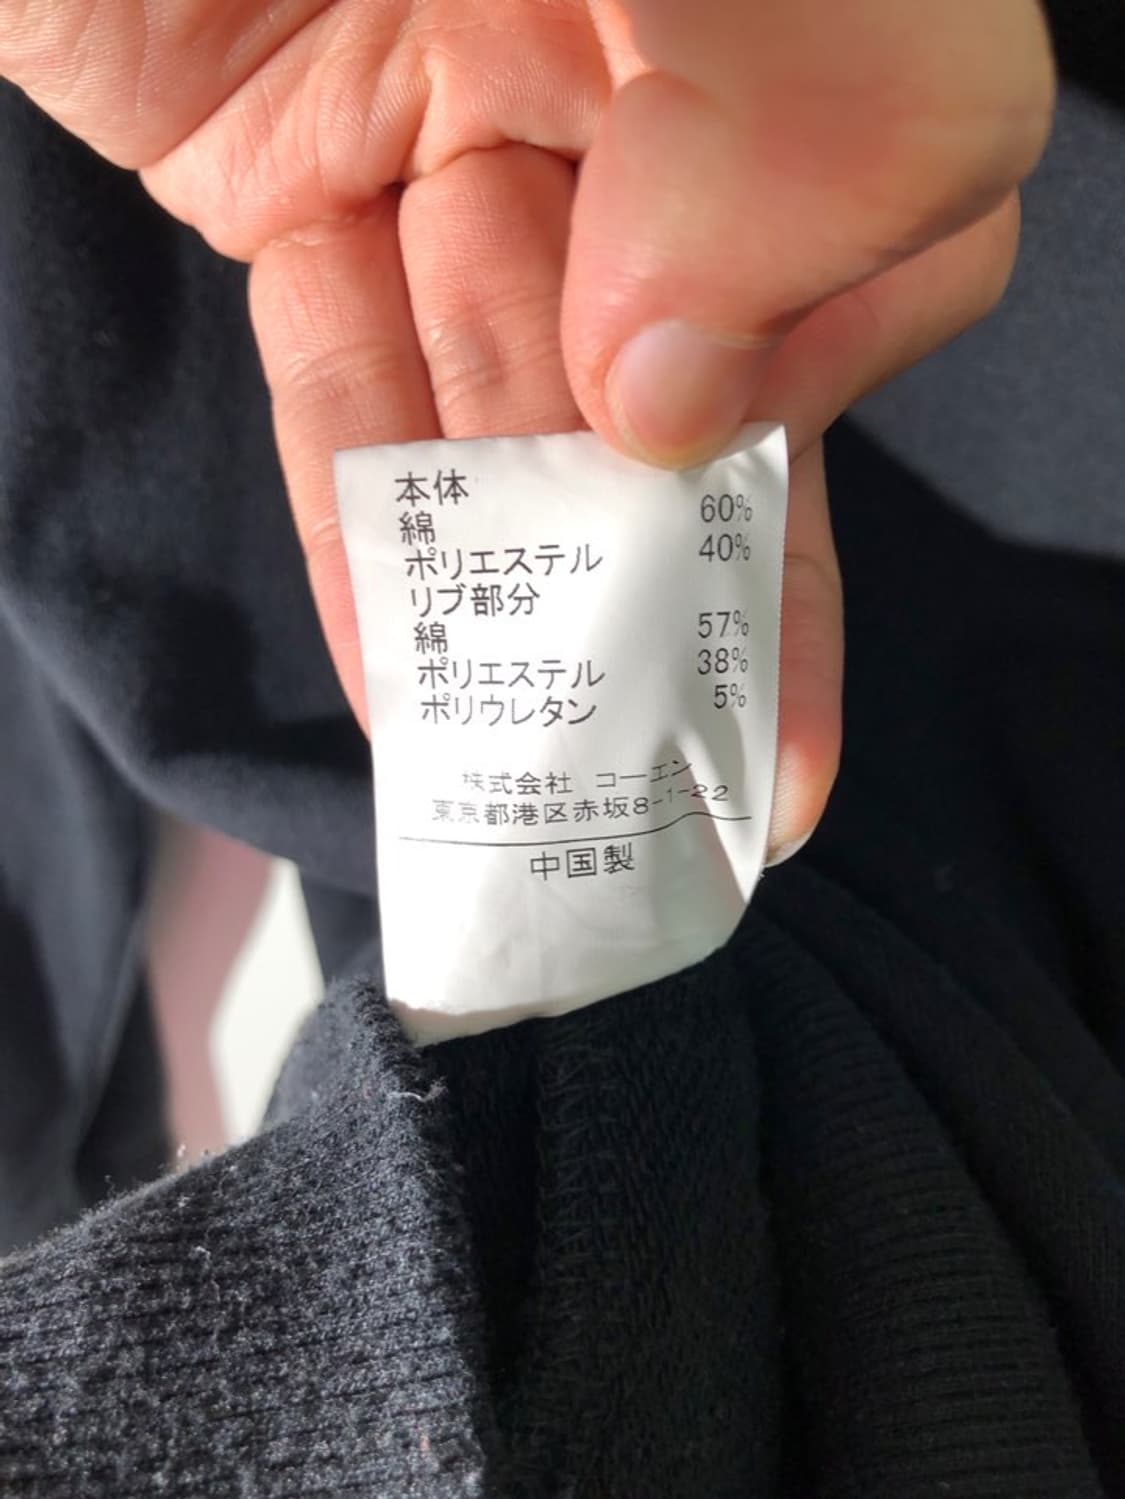 本体
綿 60%
ポリエステル 40%
リブ部分
綿 57%
ポリエステル 38%
ポリウレタン 5%
株式会社 コーエン
東京都港区赤坂8-1-22
中国製